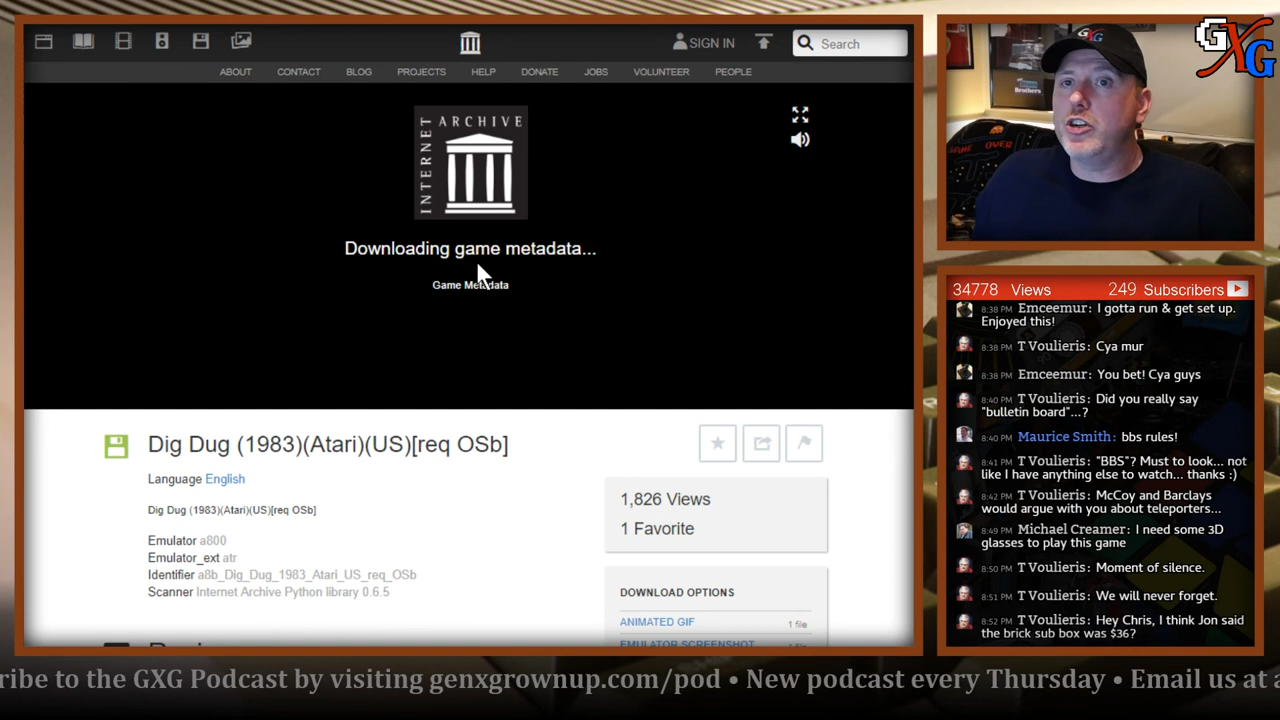 SIGN IN
Search
ABOUT CONTACT BLOG PROJECTS HELP DONATE JOBS VOLUNTEER PEOPLE
INTERNET ARCHIVE
Downloading game metadata...
Game Metadata
Dig Dug (1983)(Atari)(US)[req OSb]
Language English
Dig Dug (1983)(Atari)(US)[req OSb]
Emulator a800
Emulator_ext atr
Identifier a8b_Dig_Dug_1983_Atari_US_req_OSb
Scanner Internet Archive Python library 0.6.5
1,826 Views
1 Favorite
DOWNLOAD OPTIONS
ANIMATED GIF 1 file
EMULATOR SCREENSHOT
GXG
GXG
Brothers
GAME OVER
34778 Views 249 Subscribers
8:38 PM Emceemur: I gotta run & get set up.
Enjoyed this!
8:38 PM T Voulieris: Cya mur
8:38 PM Emceemur: You bet! Cya guys
8:40 PM T Voulieris: Did you really say
"bulletin board"...?
8:40 PM Maurice Smith: bbs rules!
8:41 PM T Voulieris: "BBS"? Must to look... not
like I have anything else to watch... thanks :)
8:42 PM T Voulieris: McCoy and Barclays
would argue with you about teleporters...
8:49 PM Michael Creamer: I need some 3D
glasses to play this game
8:50 PM T Voulieris: Moment of silence.
8:51 PM T Voulieris: We will never forget.
8:52 PM T Voulieris: Hey Chris, I think Jon said
the brick sub box was $36?
ribe to the GXG Podcast by visiting genxgrownup.com/pod • New podcast every Thursday • Email us at a